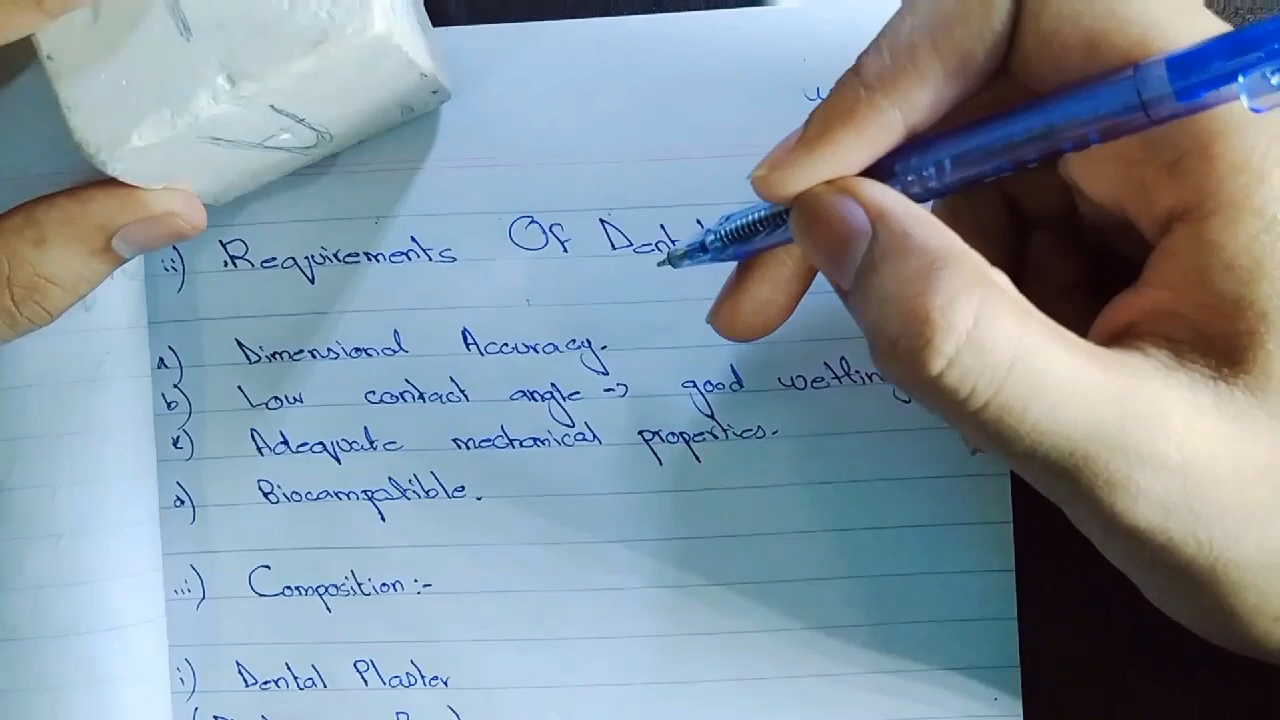 ii) Requirements Of Dent
a) Dimensional Accuracy.
b) Low contact angle → good wetting
c) Adequate mechanical properties.
d) Biocompatible.
iii) Composition :-
i) Dental Plaster